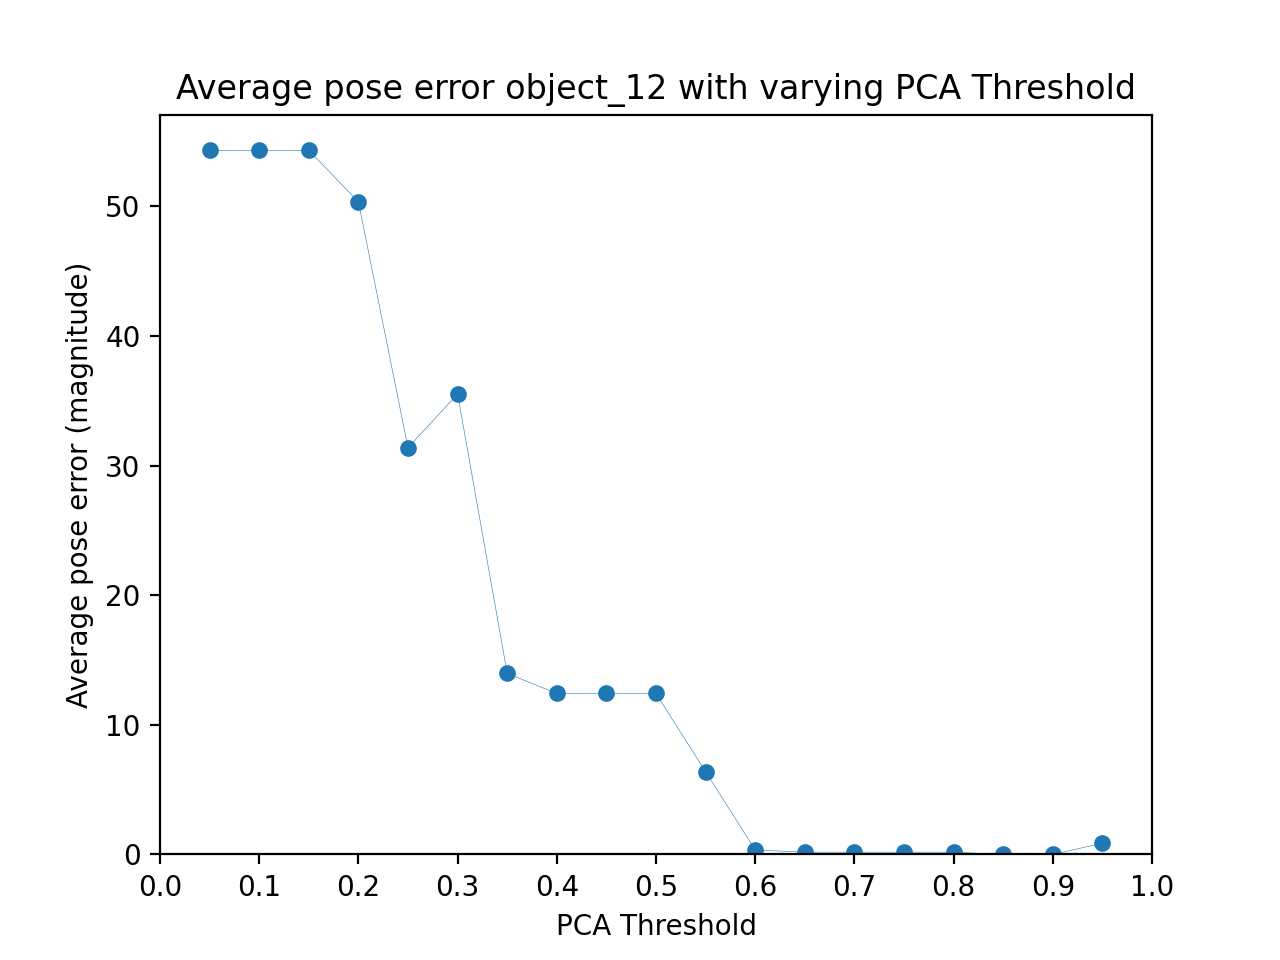 Average pose error object_12 with varying PCA Threshold
Average pose error (magnitude)
50
40
30
20
10
0
0.0 0.1 0.2 0.3 0.4 0.5 0.6 0.7 0.8 0.9 1.0
PCA Threshold